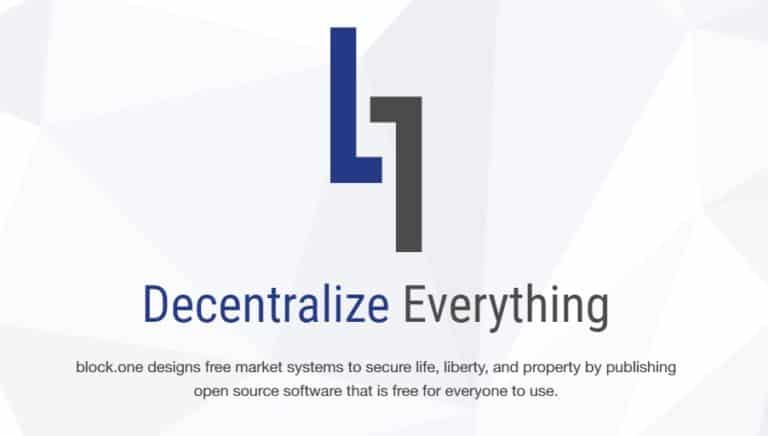 Decentralize Everything
block.one designs free market systems to secure life, liberty, and property by publishing
open source software that is free for everyone to use.